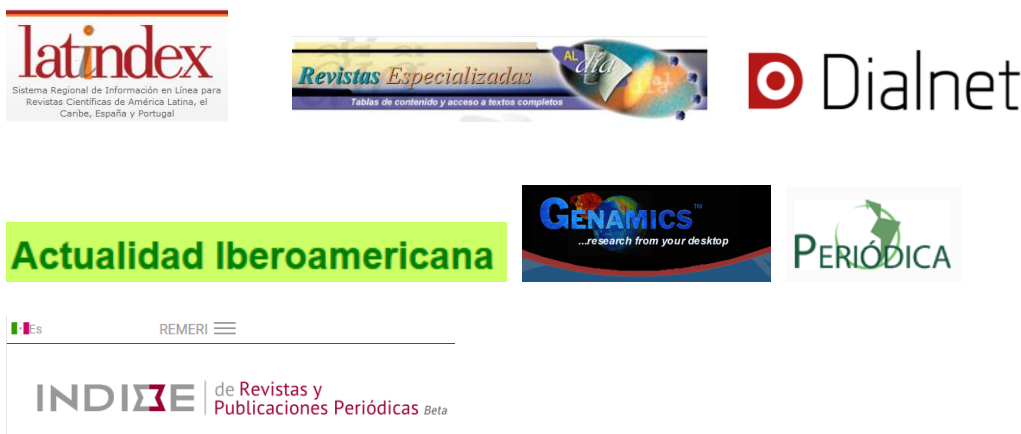 latindex
Sistema Regional de Información en Línea para
Revistas Científicas de América Latina, el
Caribe, España y Portugal
Revistas Especializadas
AL
día
Tablas de contenido y acceso a textos completos
Dialnet
Actualidad Iberoamericana
GENAMICS™
...research from your desktop
PERIÓDICA
Es
REMERI
INDIXE
de Revistas y
Publicaciones Periódicas Beta